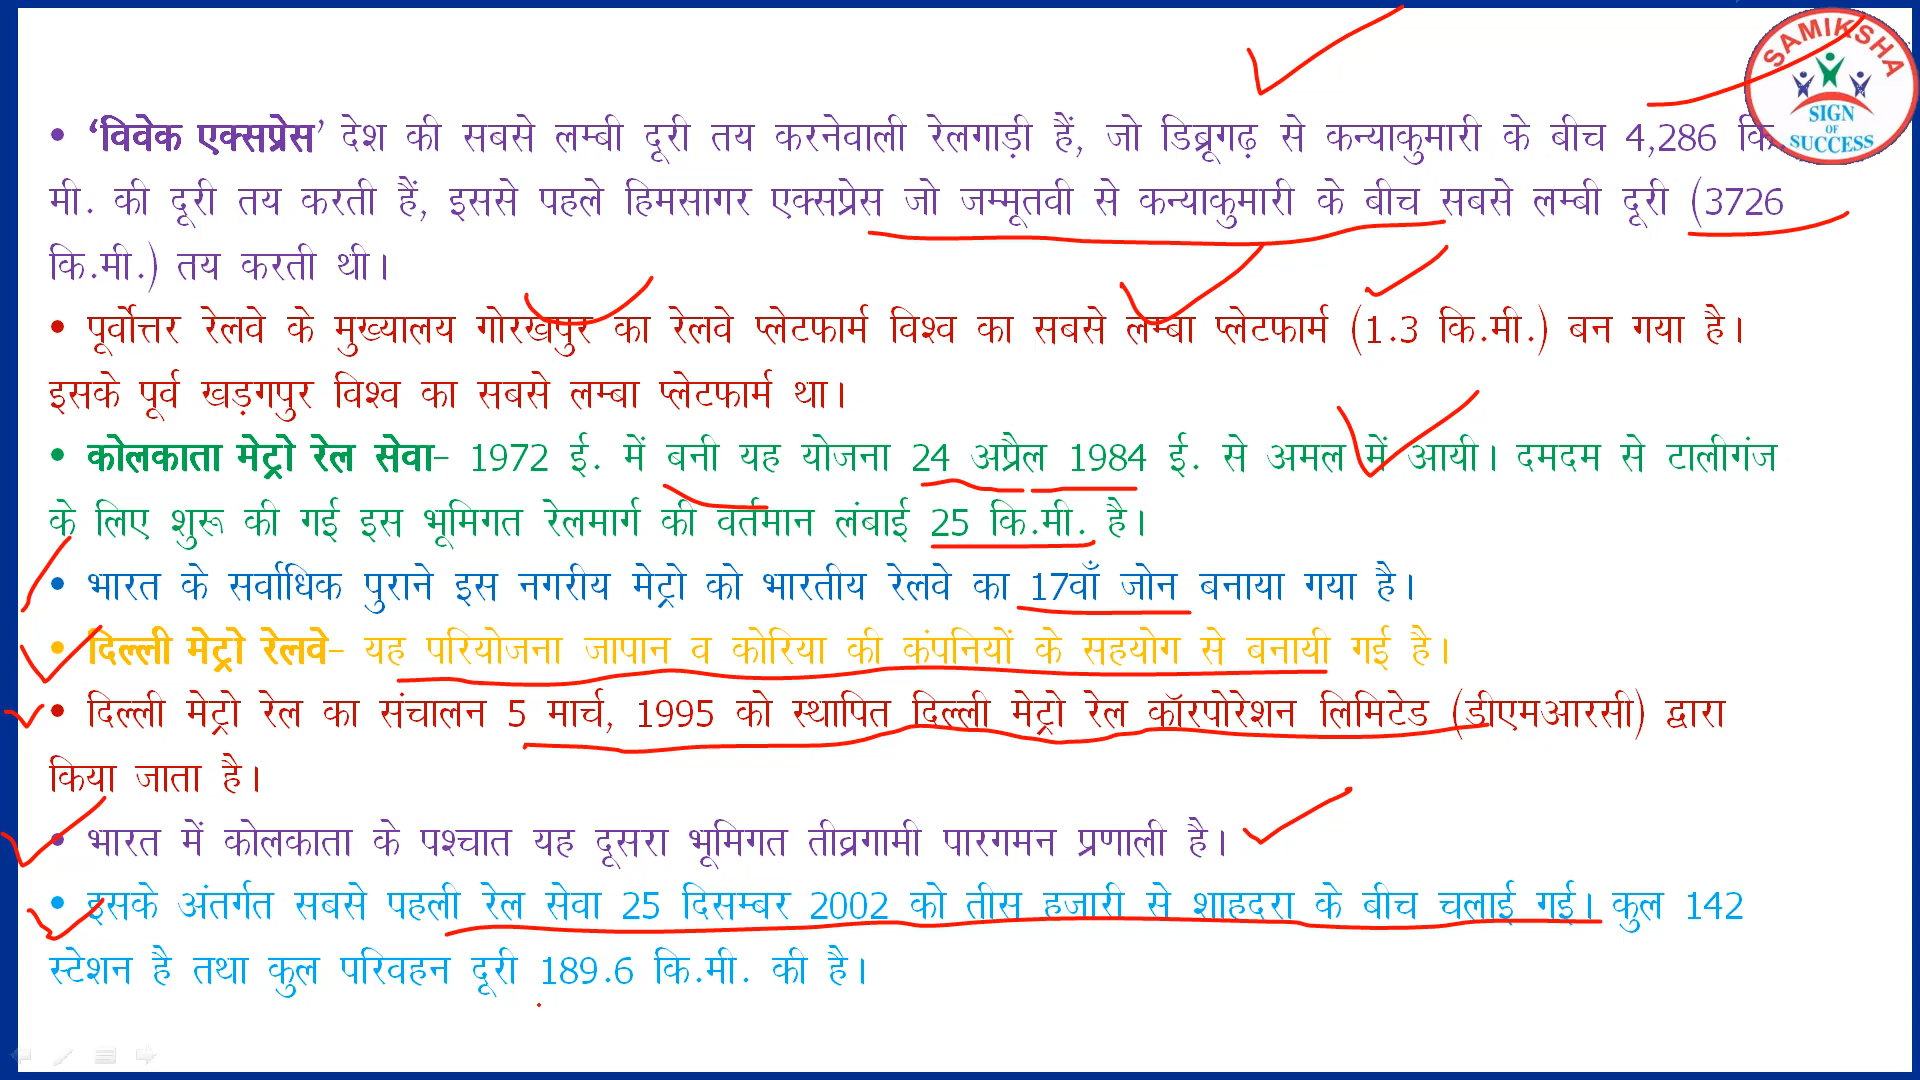 SAMIKSHA
SIGN
OF
SUCCESS
• ‘विवेक एक्सप्रेस’ देश की सबसे लम्बी दूरी तय करनेवाली रेलगाड़ी हैं, जो डिब्रूगढ़ से कन्याकुमारी के बीच 4,286 कि.
मी. की दूरी तय करती हैं, इससे पहले हिमसागर एक्सप्रेस जो जम्मूतवी से कन्याकुमारी के बीच सबसे लम्बी दूरी (3726
कि.मी.) तय करती थी।
• पूर्वोत्तर रेलवे के मुख्यालय गोरखपुर का रेलवे प्लेटफार्म विश्व का सबसे लम्बा प्लेटफार्म (1.3 कि.मी.) बन गया है।
इसके पूर्व खड़गपुर विश्व का सबसे लम्बा प्लेटफार्म था।
• कोलकाता मेट्रो रेल सेवा- 1972 ई. में बनी यह योजना 24 अप्रैल 1984 ई. से अमल में आयी। दमदम से टालीगंज
के लिए शुरू की गई इस भूमिगत रेलमार्ग की वर्तमान लंबाई 25 कि.मी. है।
• भारत के सर्वाधिक पुराने इस नगरीय मेट्रो को भारतीय रेलवे का 17वाँ जोन बनाया गया है।
• दिल्ली मेट्रो रेलवे- यह परियोजना जापान व कोरिया की कंपनियों के सहयोग से बनायी गई है।
• दिल्ली मेट्रो रेल का संचालन 5 मार्च, 1995 को स्थापित दिल्ली मेट्रो रेल कॉरपोरेशन लिमिटेड (डीएमआरसी) द्वारा
किया जाता है।
• भारत में कोलकाता के पश्चात यह दूसरा भूमिगत तीव्रगामी पारगमन प्रणाली है।
• इसके अंतर्गत सबसे पहली रेल सेवा 25 दिसम्बर 2002 को तीस हजारी से शाहदरा के बीच चलाई गई। कुल 142
स्टेशन है तथा कुल परिवहन दूरी 189.6 कि.मी. की है।